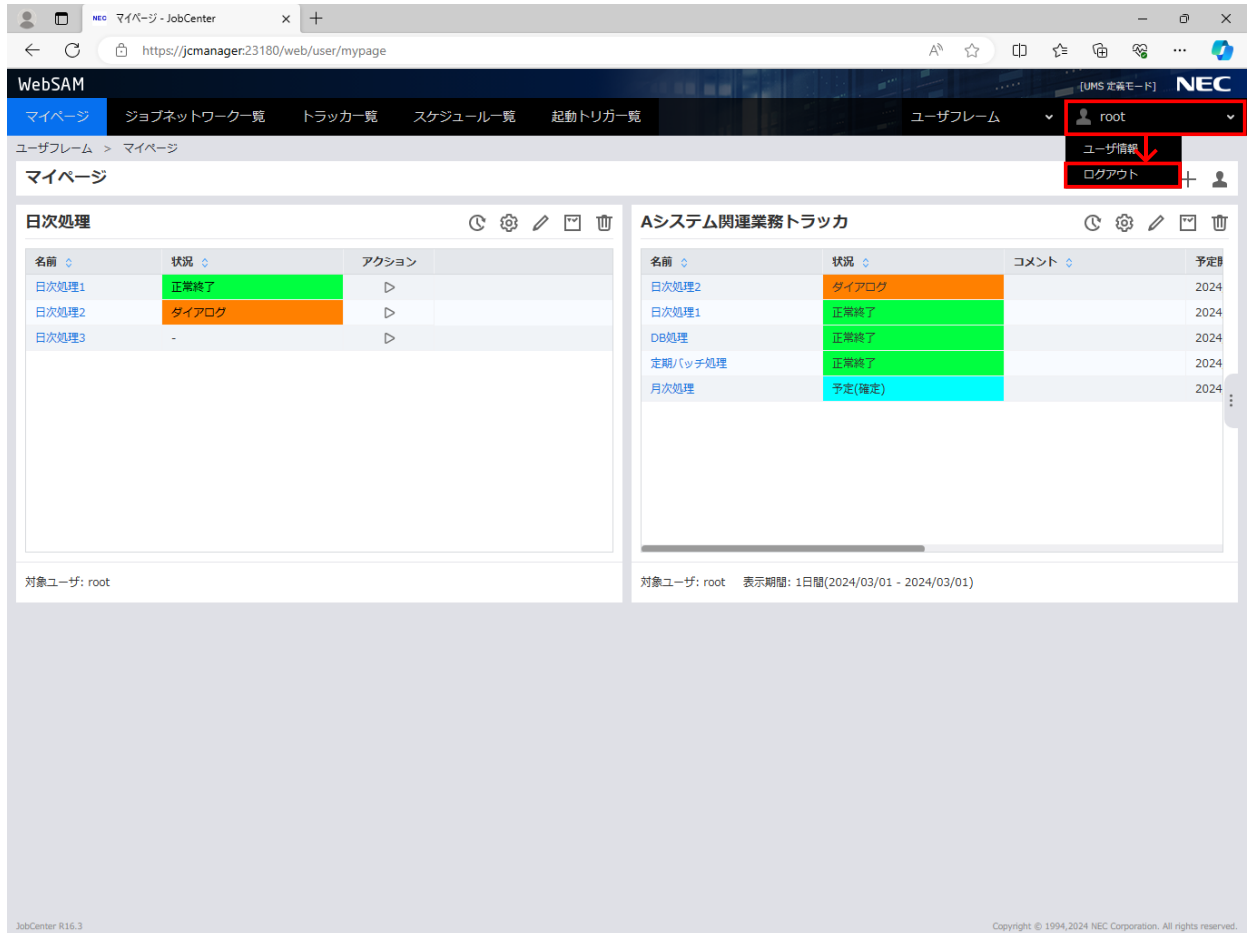 NEC マイページ - JobCenter
https://jcmanager:23180/web/user/mypage
WebSAM [UMS 定義モード] NEC
マイページ ジョブネットワーク一覧 トラッカ一覧 スケジュール一覧 起動トリガ一覧 ユーザフレーム root
ユーザフレーム > マイページ ユーザ情報
マイページ ログアウト
日次処理
名前 状況 アクション
日次処理1 正常終了
日次処理2 ダイアログ
日次処理3 -
対象ユーザ: root
Aシステム関連業務トラッカ
名前 状況 コメント 予定
日次処理2 ダイアログ 2024
日次処理1 正常終了 2024
DB処理 正常終了 2024
定期バッチ処理 正常終了 2024
月次処理 予定(確定) 2024
対象ユーザ: root 表示期間: 1日間(2024/03/01 - 2024/03/01)
JobCenter R16.3 Copyright © 1994,2024 NEC Corporation. All rights reserved.